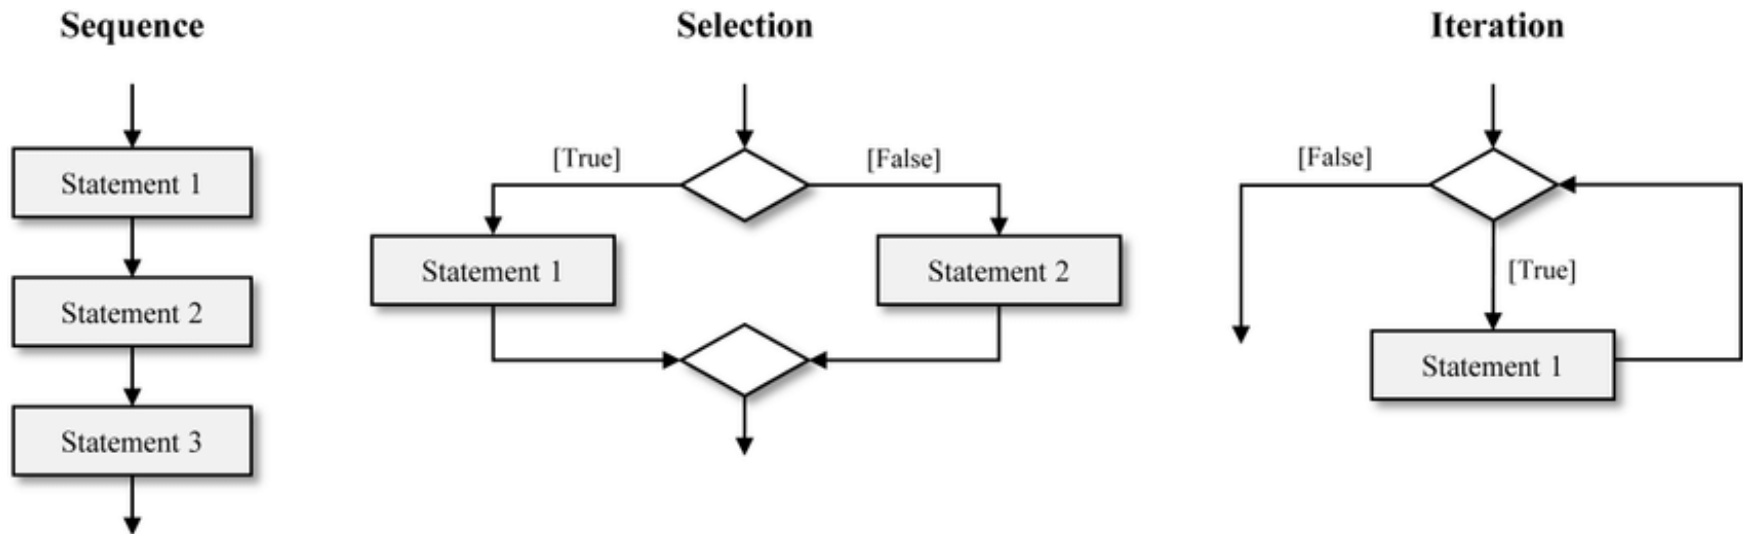 Sequence
Statement 1
Statement 2
Statement 3
Selection
[True]
[False]
Statement 1
Statement 2
Iteration
[False]
[True]
Statement 1